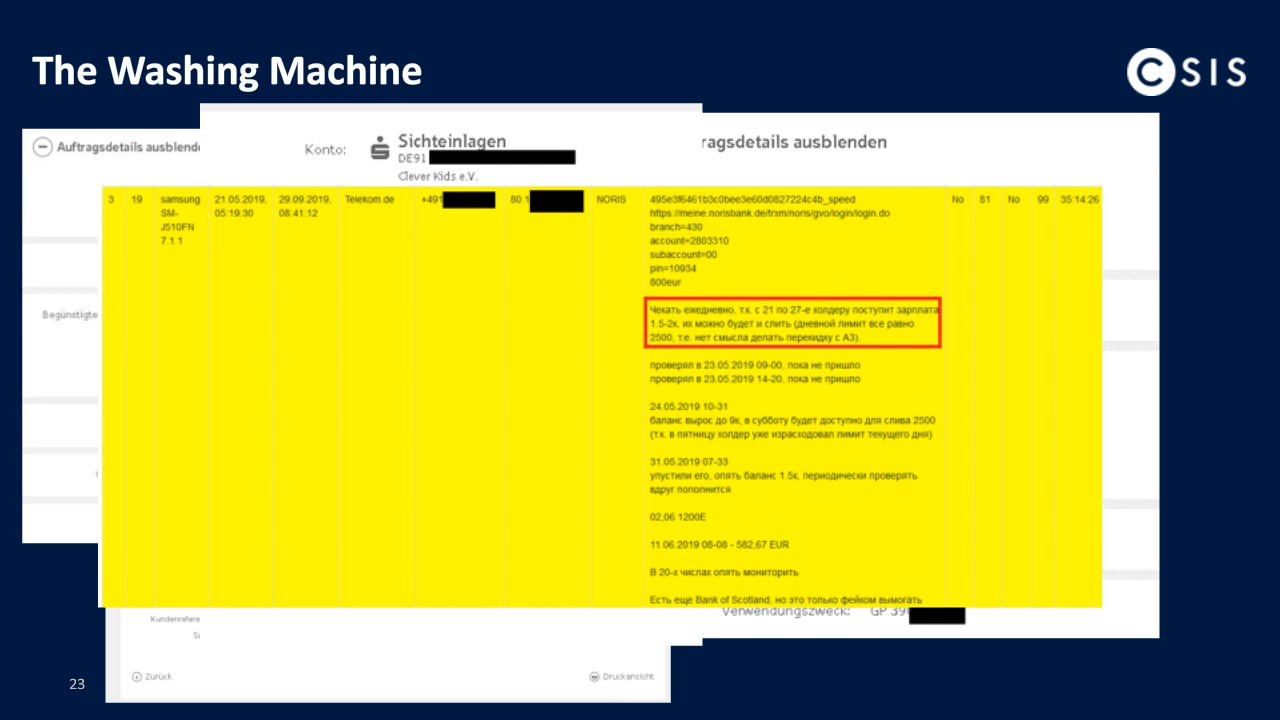 The Washing Machine
CSIS
Auftragsdetails ausblende
Konto:
Sichteinlagen
DE91
Clever Kids e.V.
ragsdetails ausblenden
3 19 samsung 21.05.2019, 29.09.2019, Telekom.de +491 80.1 NORIS 495e3f6461b3c0bee3e60d0827224c4b_speed No 81 No 99 35:14:26
SM- 05:19:30 08:41:12 https://meine.norisbank.de/trxm/noris/gvo/login/login.do
J510FN branch=430
7.1.1 account=2803310
subaccount=00
pin=10934
800eur
Begünstigte
Чекать ежедневно, т.к. с 21 по 27-е холдеру поступит зарплата
1.5-2к, их можно будет и слить (дневной лимит все равно
2500, т.е. нет смысла делать перекидку с АЗ)
проверял в 23.05.2019 09-00, пока не пришло
проверял в 23.05.2019 14-20, пока не пришло
24.05.2019 10-31
баланс вырос до 9к, в субботу будет доступно для слива 2500
(т.к. в пятницу холдер уже израсходовал лимит текущего дня)
31.05.2019 07-33
упустили его, опять баланс 1.5к, периодически проверять
вдруг пополнится
02,06 1200Е
11.06.2019 08-08 - 582,67 EUR
В 20-х числах опять мониторить
Есть еще Bank of Scotland, но это только фейком вымогать
Verwendungszweck: GP 39
Kundenrefere
Zurück
Druckansicht
23